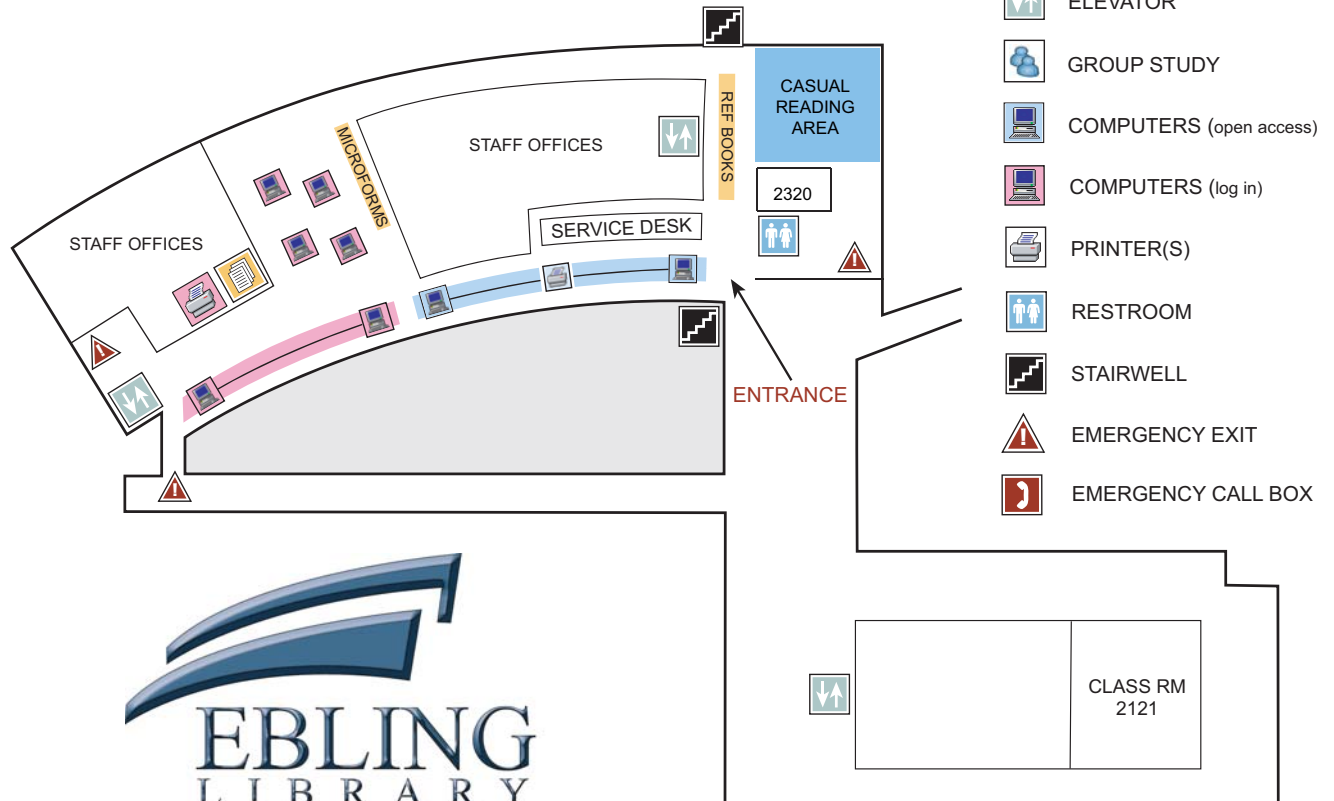 ELEVATOR
GROUP STUDY
COMPUTERS (open access)
COMPUTERS (log in)
PRINTER(S)
RESTROOM
STAIRWELL
EMERGENCY EXIT
EMERGENCY CALL BOX
CASUAL
READING
AREA
REF BOOKS
MICROFORMS
STAFF OFFICES
2320
SERVICE DESK
STAFF OFFICES
ENTRANCE
CLASS RM
2121
EBLING
LIBRARY